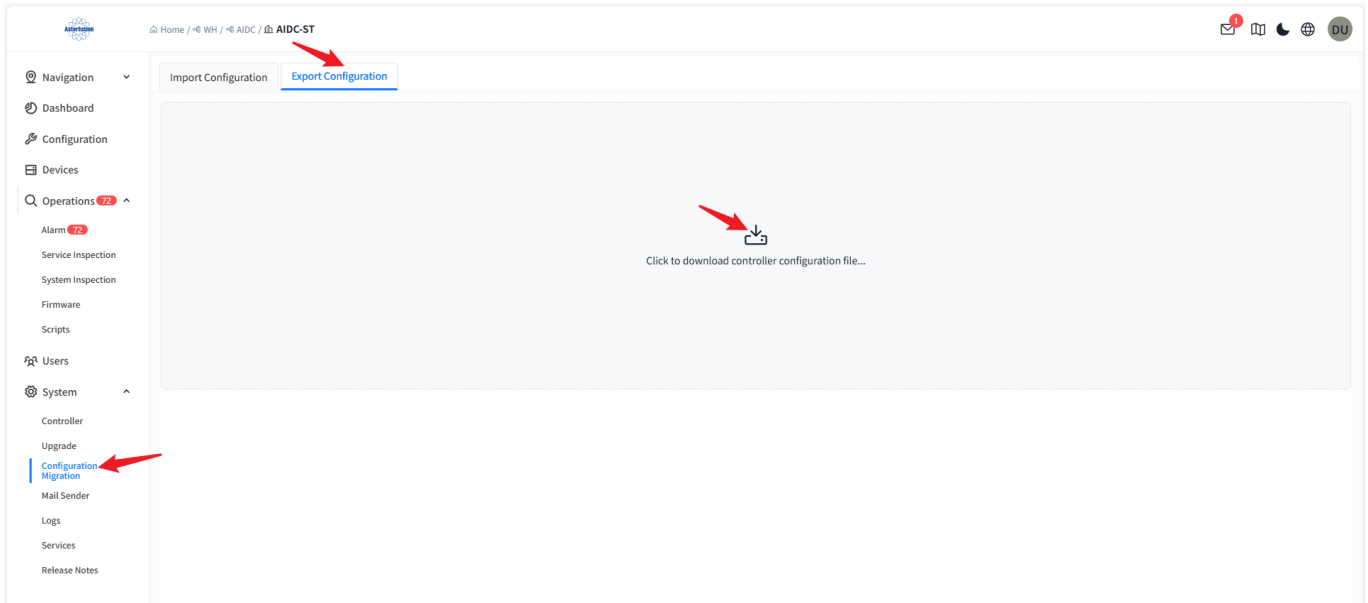 Asterfusion
Home / WH / AIDC / AIDC-ST
1
DU
Navigation
Import Configuration
Export Configuration
Dashboard
Configuration
Devices
Operations 72
Alarm 72
Service Inspection
System Inspection
Firmware
Scripts
Click to download controller configuration file...
Users
System
Controller
Upgrade
Configuration
Migration
Mail Sender
Logs
Services
Release Notes